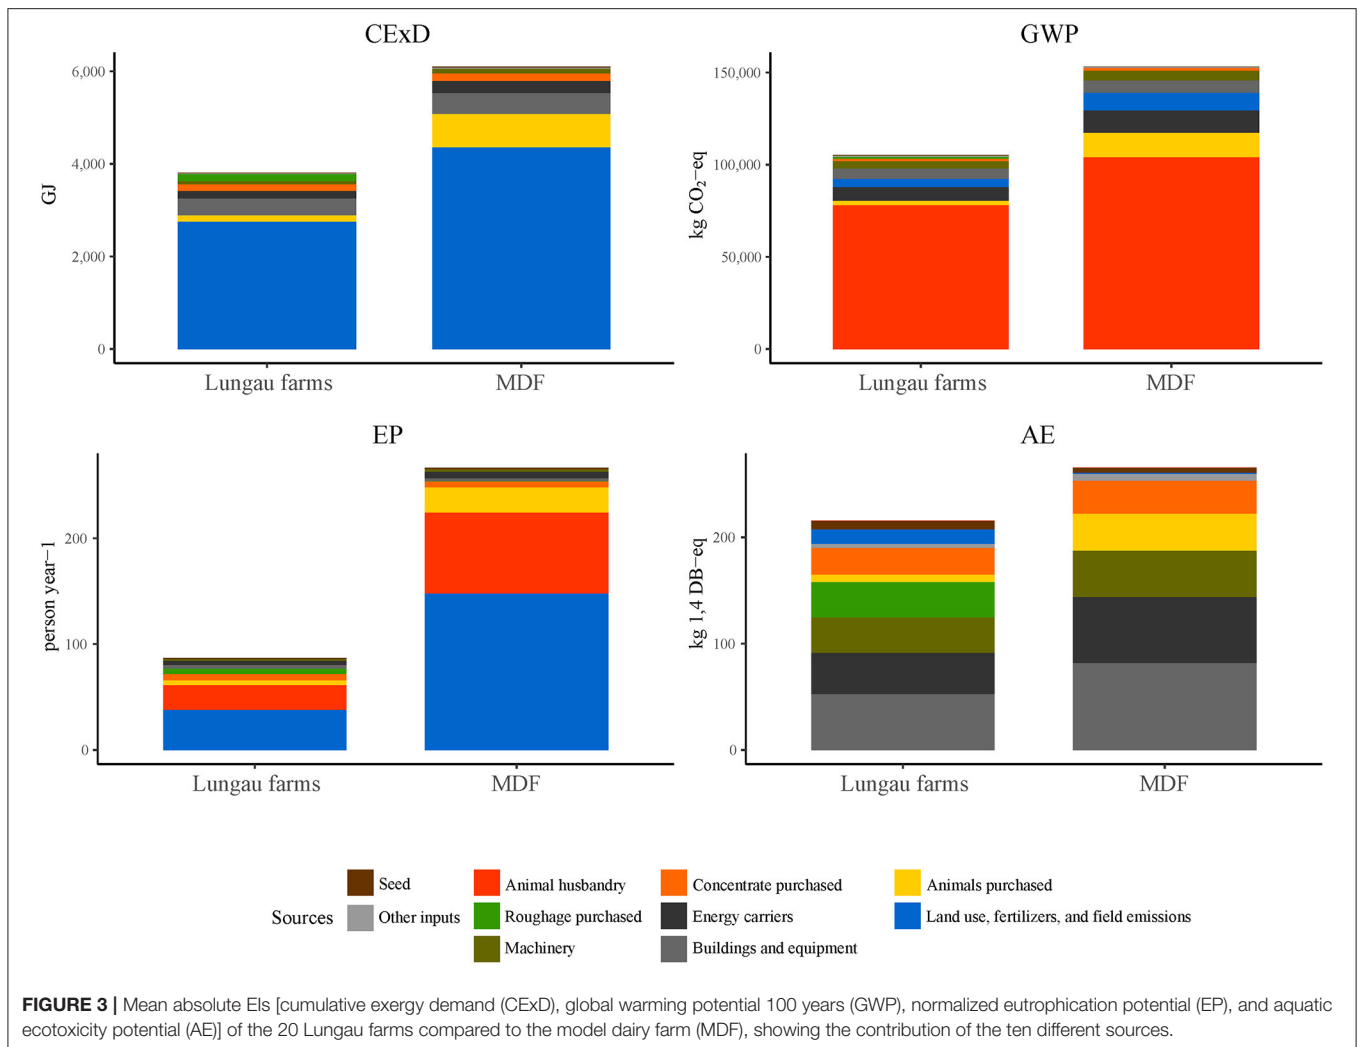 CExD
GJ
6,000
4,000
2,000
0
Lungau farms
MDF
GWP
kg CO₂−eq
150,000
100,000
50,000
0
Lungau farms
MDF
EP
person year−1
200
100
0
Lungau farms
MDF
AE
kg 1,4 DB−eq
200
100
0
Lungau farms
MDF
Sources
Seed
Animal husbandry
Concentrate purchased
Animals purchased
Other inputs
Roughage purchased
Energy carriers
Land use, fertilizers, and field emissions
Machinery
Buildings and equipment
FIGURE 3 | Mean absolute EIs [cumulative exergy demand (CExD), global warming potential 100 years (GWP), normalized eutrophication potential (EP), and aquatic
ecotoxicity potential (AE)] of the 20 Lungau farms compared to the model dairy farm (MDF), showing the contribution of the ten different sources.